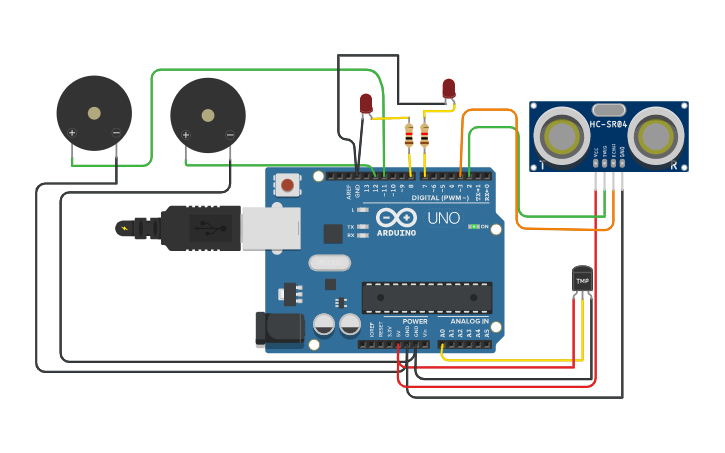 + −
+ −
HC-SR04
VCC
TRIG
ECHO
GND
T
R
AREF
GND
13
12
~11
~10
~9
8
7
~6
~5
4
~3
2
TX→1
RX←0
DIGITAL (PWM~)
L
TX
RX
UNO
ARDUINO
ON
TMP
POWER
ANALOG IN
IOREF
RESET
3.3V
5V
GND
GND
Vin
A0
A1
A2
A3
A4
A5